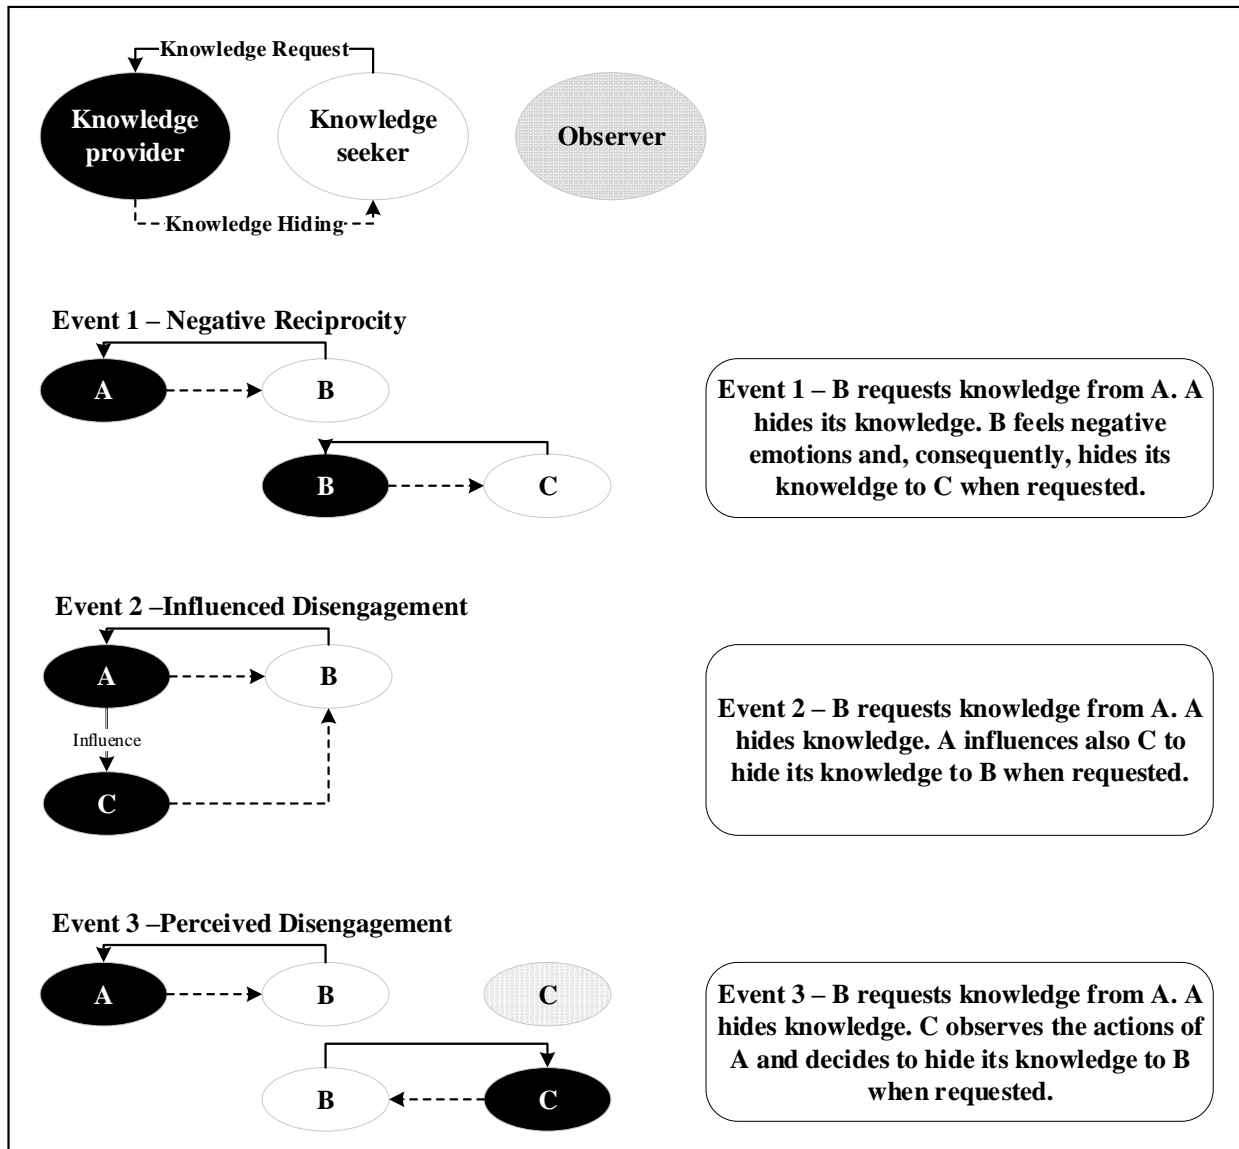 Knowledge Request
Knowledge
provider
Knowledge
seeker
Observer
Knowledge Hiding
Event 1 – Negative Reciprocity
A
B
B
C
Event 1 – B requests knowledge from A. A
hides its knowledge. B feels negative
emotions and, consequently, hides its
knoweldge to C when requested.
Event 2 –Influenced Disengagement
A
B
Influence
C
Event 2 – B requests knowledge from A. A
hides knowledge. A influences also C to
hide its knowledge to B when requested.
Event 3 –Perceived Disengagement
A
B
C
B
C
Event 3 – B requests knowledge from A. A
hides knowledge. C observes the actions of
A and decides to hide its knowledge to B
when requested.